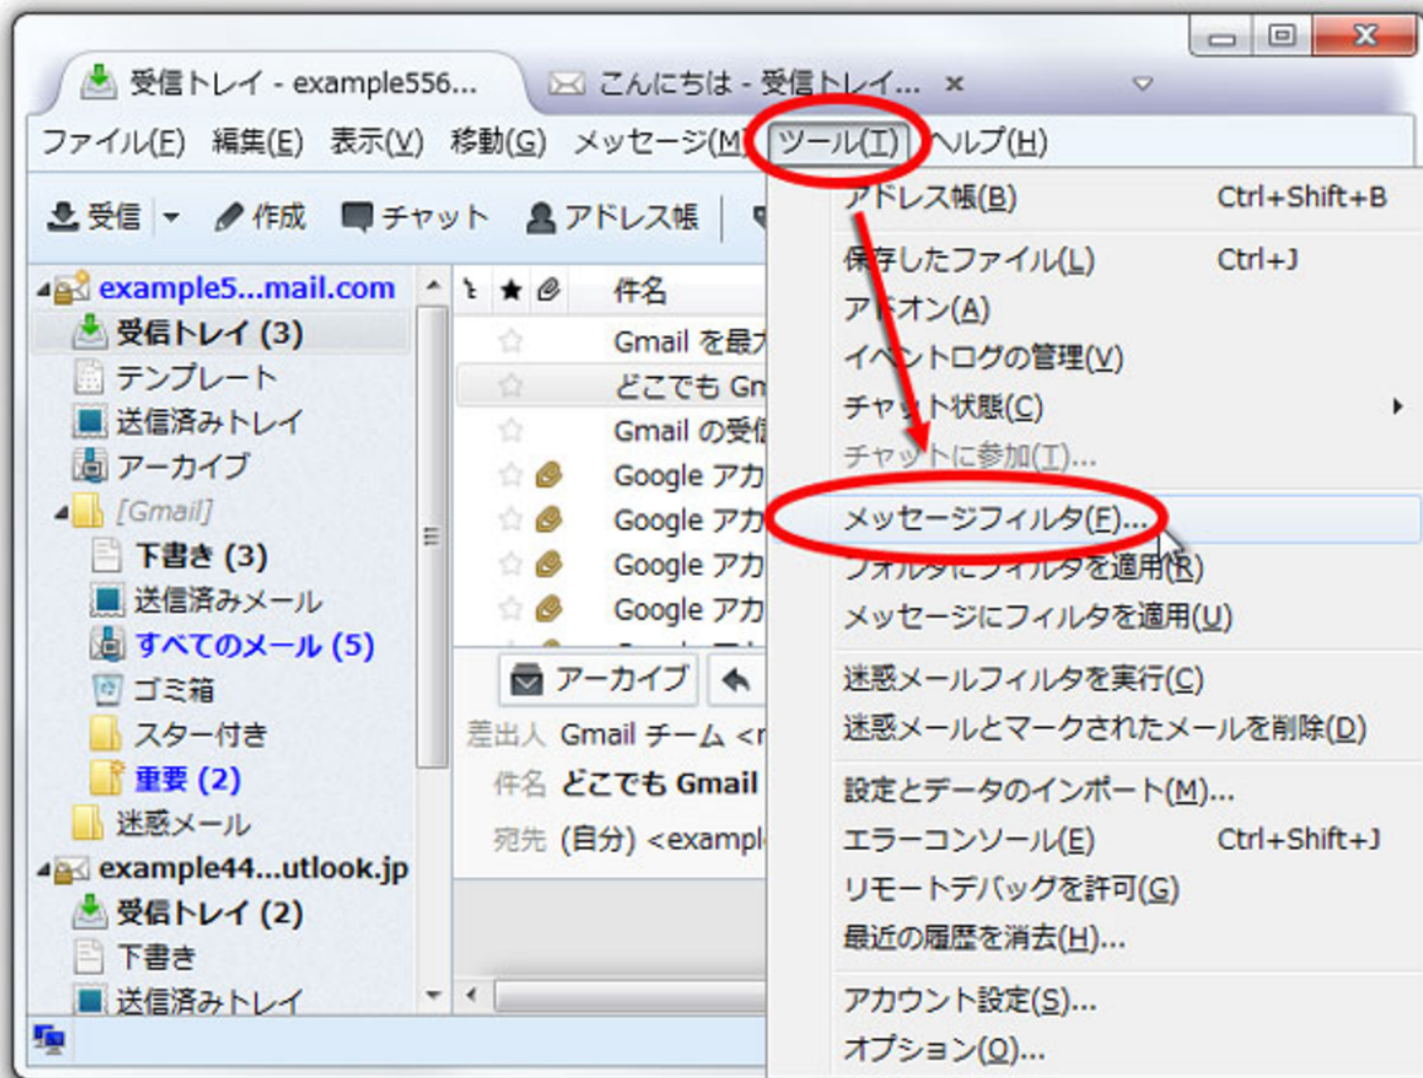 受信トレイ - example556...
こんにちは - 受信トレイ...
ファイル(F) 編集(E) 表示(V) 移動(G) メッセージ(M) ツール(T) ヘルプ(H)
受信 作成 チャット アドレス帳
example5...mail.com
受信トレイ (3)
テンプレート
送信済みトレイ
アーカイブ
[Gmail]
下書き (3)
送信済みメール
すべてのメール (5)
ゴミ箱
スター付き
重要 (2)
迷惑メール
example44...utlook.jp
受信トレイ (2)
下書き
送信済みトレイ
件名
Gmail を最
どこでも Gm
Gmail の受信
Google アカ
Google アカ
Google アカ
Google アカ
アーカイブ
差出人 Gmail チーム <
件名 どこでも Gmail
宛先 (自分) <exampl
アドレス帳(B) Ctrl+Shift+B
保存したファイル(L) Ctrl+J
アドオン(A)
イベントログの管理(V)
チャット状態(C)
チャットに参加(T)...
メッセージフィルタ(F)...
フォルダにフィルタを適用(R)
メッセージにフィルタを適用(U)
迷惑メールフィルタを実行(C)
迷惑メールとマークされたメールを削除(D)
設定とデータのインポート(M)...
エラーコンソール(E) Ctrl+Shift+J
リモートデバッグを許可(G)
最近の履歴を消去(H)...
アカウント設定(S)...
オプション(O)...